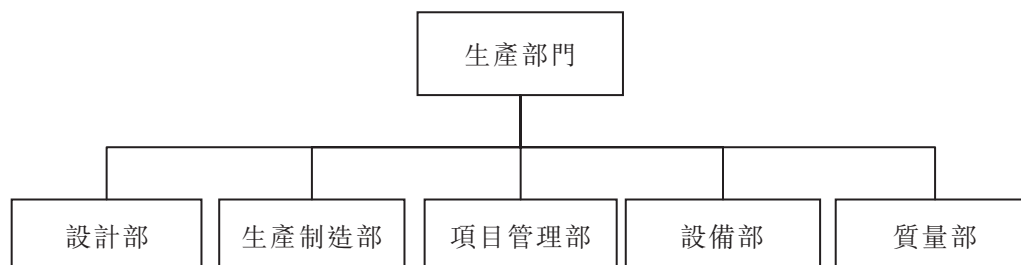 生產部門
設計部
生產制造部
項目管理部
設備部
質量部